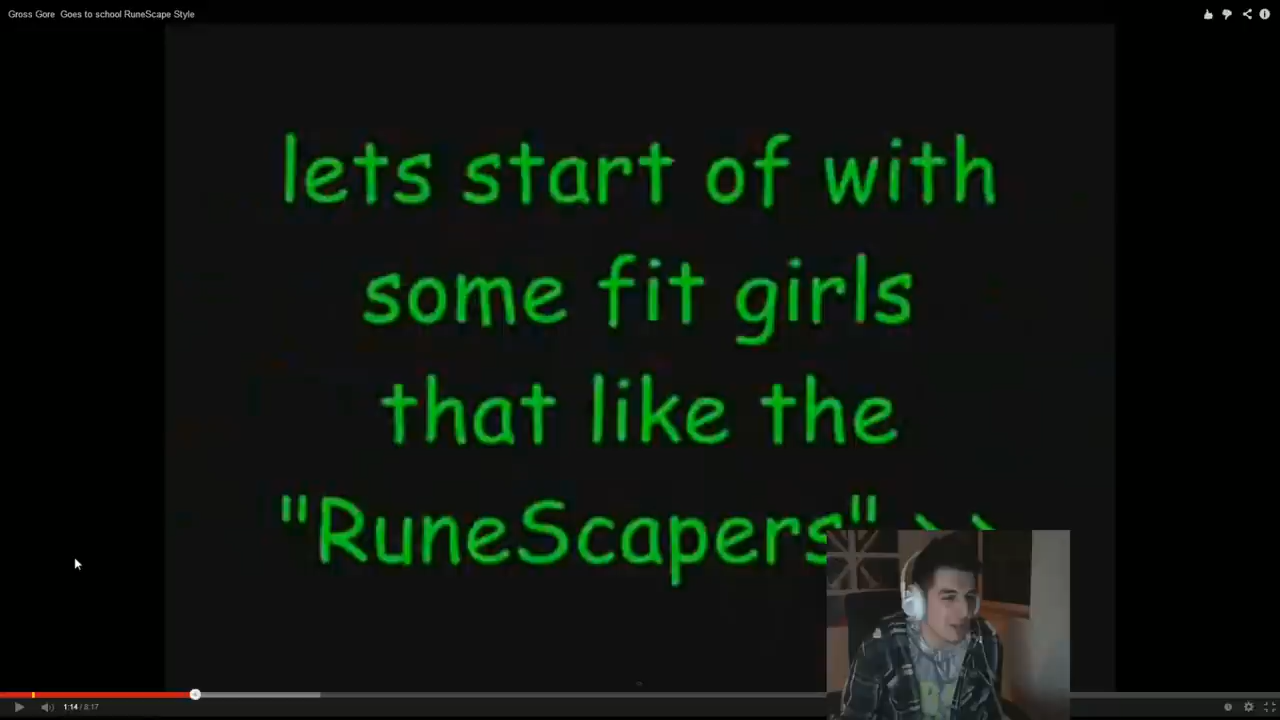 Gross Gore Goes to school RuneScape Style
lets start of with
some fit girls
that like the
"RuneScapers" >>
1:14 / 8:17